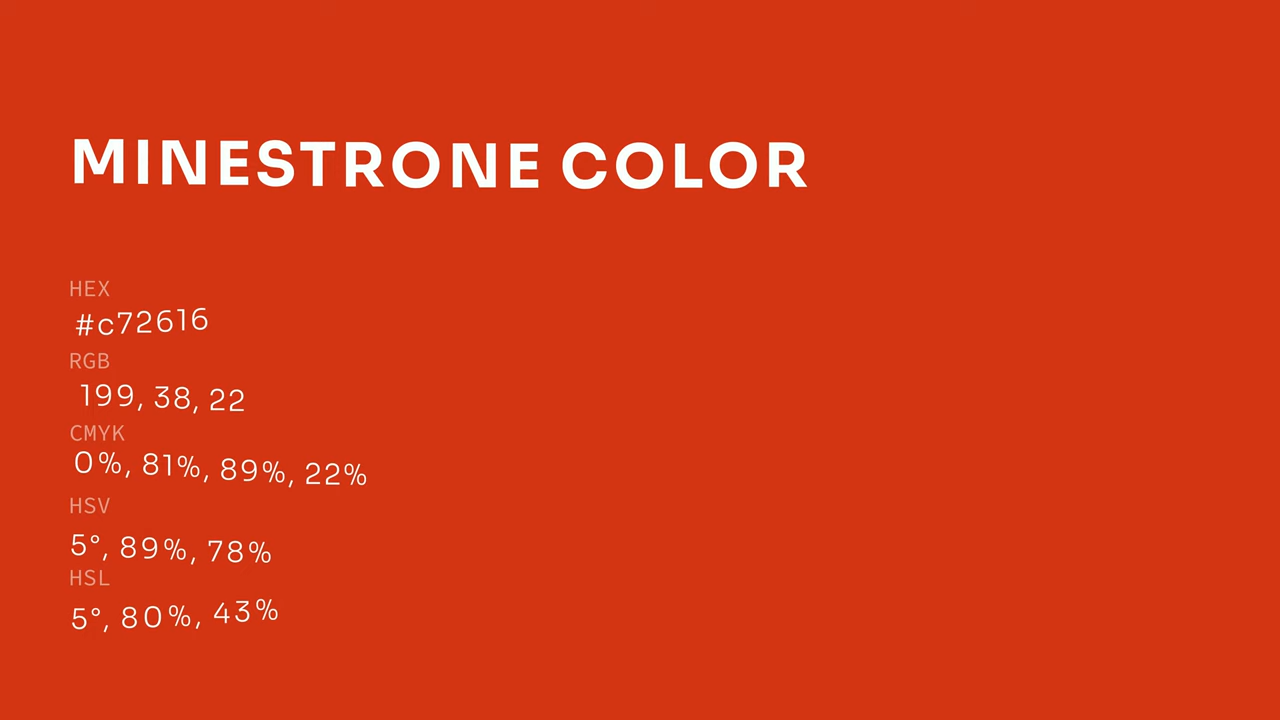 MINESTRONE COLOR
HEX
#c72616
RGB
199, 38, 22
CMYK
0%, 81%, 89%, 22%
HSV
5°, 89%, 78%
HSL
5°, 80%, 43%